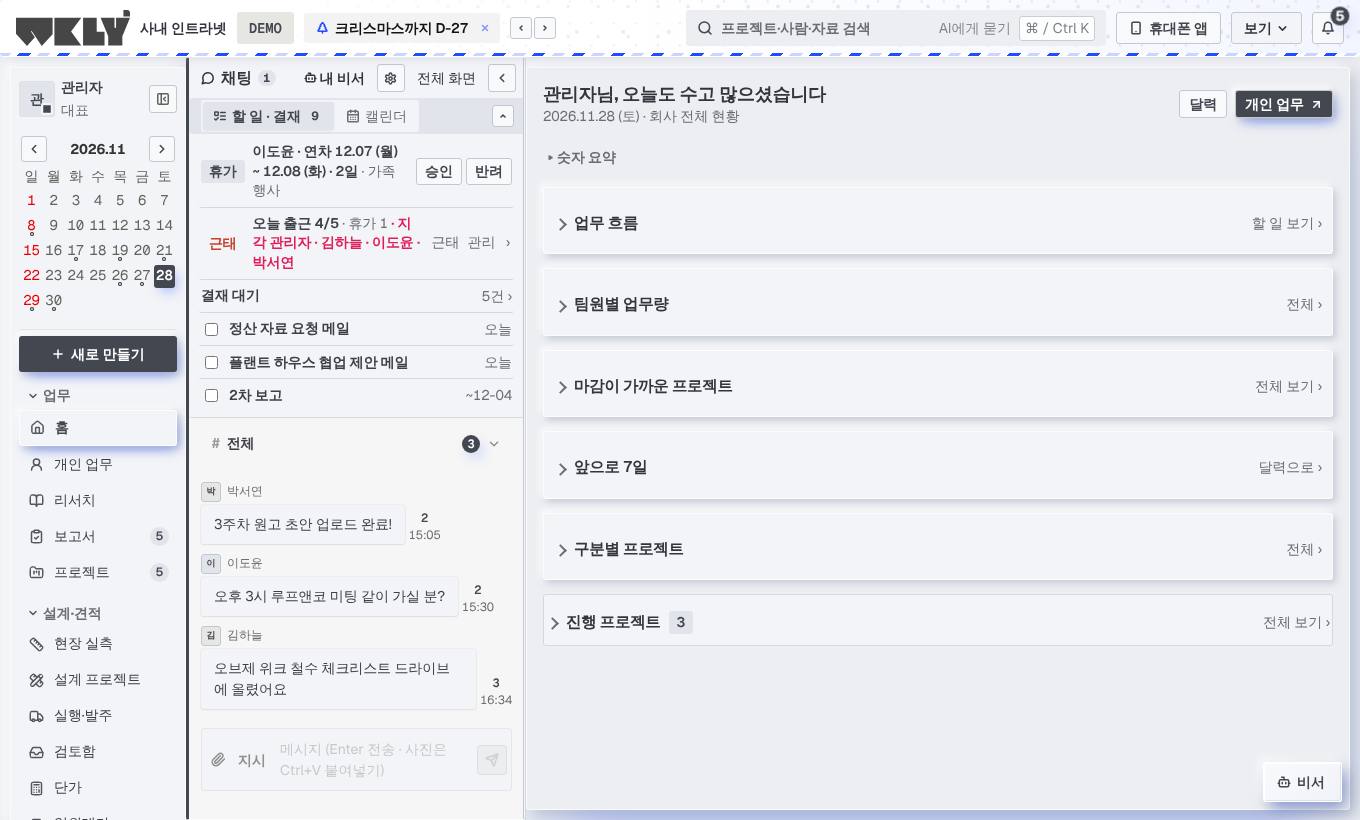 WKLY 사내 인트라넷 DEMO 크리스마스까지 D-27 × ‹ › 프로젝트·사람·자료 검색 AI에게 묻기 ⌘ / Ctrl K 휴대폰 앱 보기 5
관 관리자
대표
2026.11
일 월 화 수 목 금 토
1 2 3 4 5 6 7
8 9 10 11 12 13 14
15 16 17 18 19 20 21
22 23 24 25 26 27 28
29 30
+ 새로 만들기
업무
홈
개인 업무
리서치
보고서 5
프로젝트 5
설계·견적
현장 실측
설계 프로젝트
실행·발주
검토함
단가
채팅 1 내 비서 전체 화면
할 일 · 결재 9 캘린더
휴가 이도윤 · 연차 12.07 (월)
~ 12.08 (화) · 2일 · 가족
행사
승인 반려
근태 오늘 출근 4/5 · 휴가 1 · 지
각 관리자 · 김하늘 · 이도윤 ·
박서연
근태 관리 ›
결재 대기 5건 ›
정산 자료 요청 메일 오늘
플랜트 하우스 협업 제안 메일 오늘
2차 보고 ~12-04
# 전체 3
박 박서연
3주차 원고 초안 업로드 완료! 2
15:05
이 이도윤
오후 3시 루프앤코 미팅 같이 가실 분? 2
15:30
김 김하늘
오브제 위크 철수 체크리스트 드라이브
에 올렸어요
3
16:34
지시 메시지 (Enter 전송 · 사진은
Ctrl+V 붙여넣기)
관리자님, 오늘도 수고 많으셨습니다
2026.11.28 (토) · 회사 전체 현황
달력 개인 업무
숫자 요약
업무 흐름 할 일 보기 ›
팀원별 업무량 전체 ›
마감이 가까운 프로젝트 전체 보기 ›
앞으로 7일 달력으로 ›
구분별 프로젝트 전체 ›
진행 프로젝트 3 전체 보기 ›
비서